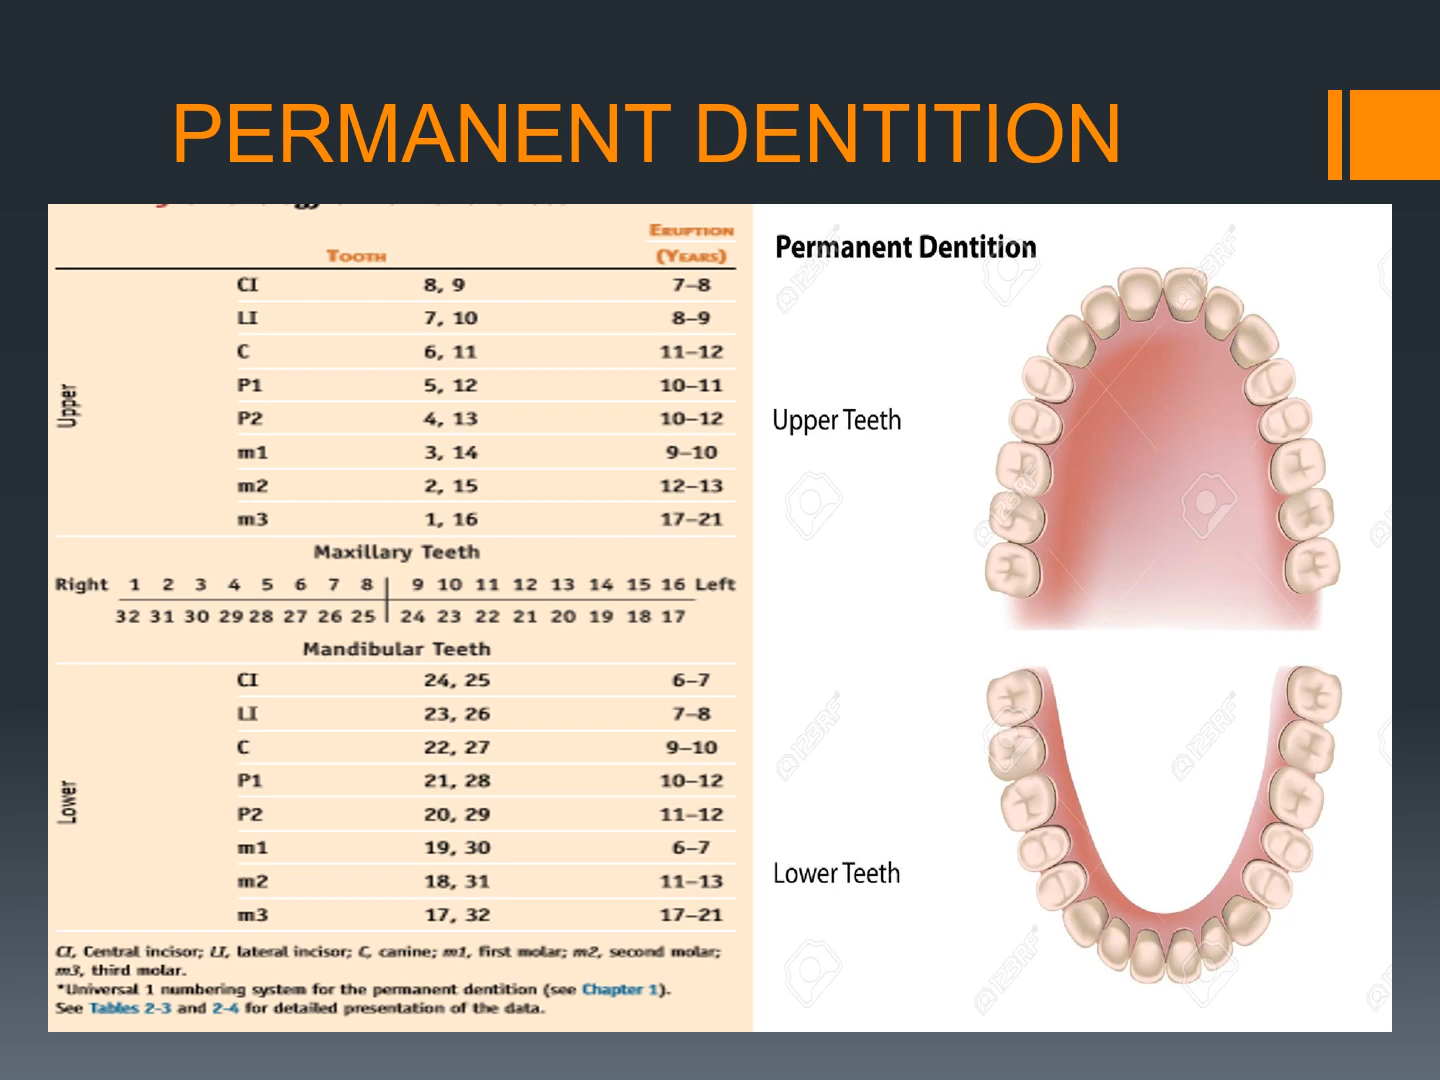 PERMANENT DENTITION
ERUPTION
TOOTH (YEARS)
Upper
CI 8, 9 7–8
LI 7, 10 8–9
C 6, 11 11–12
P1 5, 12 10–11
P2 4, 13 10–12
m1 3, 14 9–10
m2 2, 15 12–13
m3 1, 16 17–21
Maxillary Teeth
Right 1 2 3 4 5 6 7 8 9 10 11 12 13 14 15 16 Left
32 31 30 29 28 27 26 25 24 23 22 21 20 19 18 17
Mandibular Teeth
Lower
CI 24, 25 6–7
LI 23, 26 7–8
C 22, 27 9–10
P1 21, 28 10–12
P2 20, 29 11–12
m1 19, 30 6–7
m2 18, 31 11–13
m3 17, 32 17–21
CI, Central incisor; LI, lateral incisor; C, canine; m1, first molar; m2, second molar;
m3, third molar.
*Universal 1 numbering system for the permanent dentition (see Chapter 1).
See Tables 2-3 and 2-4 for detailed presentation of the data.
Permanent Dentition
Upper Teeth
Lower Teeth
123RF
123RF
123RF
123RF
123RF
123RF
123RF